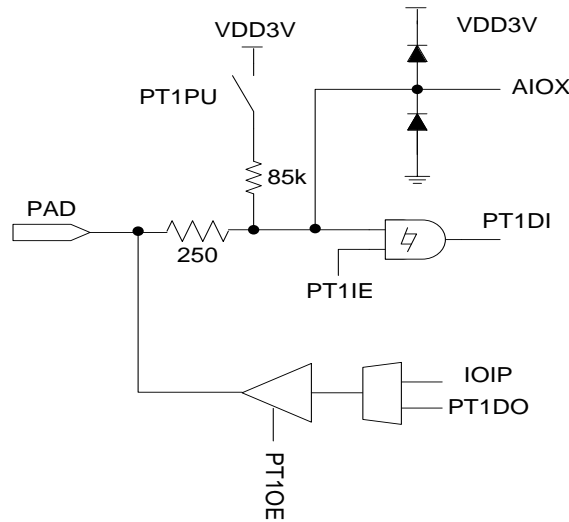 VDD3V
VDD3V
PT1PU
AIOX
85k
PAD
PT1DI
250
PT1IE
IOIP
PT1DO
PT1OE